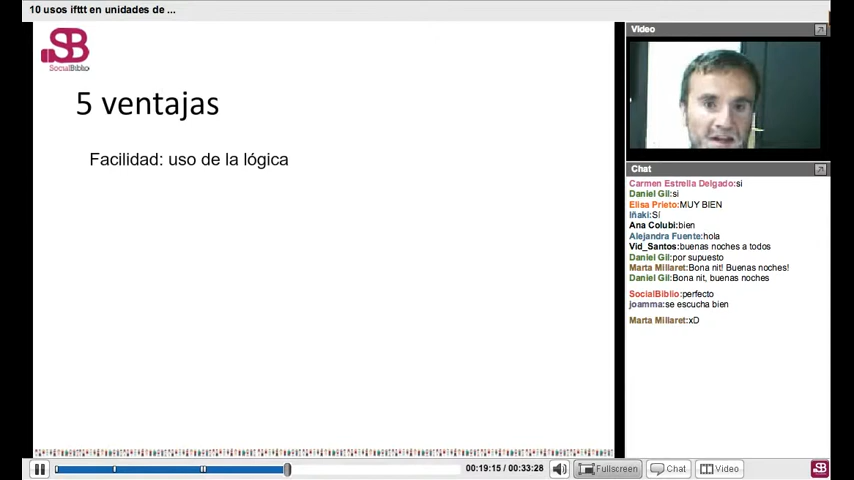 10 usos ifttt en unidades de ...
SB
SocialBiblio
5 ventajas
Facilidad: uso de la lógica
Video
Chat
Carmen Estrella Delgado:si
Daniel Gil:si
Elisa Prieto:MUY BIEN
Iñaki:Sí
Ana Colubi:bien
Alejandra Fuente:hola
Vid_Santos:buenas noches a todos
Daniel Gil:por supuesto
Marta Millaret:Bona nit! Buenas noches!
Daniel Gil:Bona nit, buenas noches
SocialBiblio:perfecto
joamma:se escucha bien
Marta Millaret:xD
00:19:15 / 00:33:28
Fullscreen
Chat
Video
SB